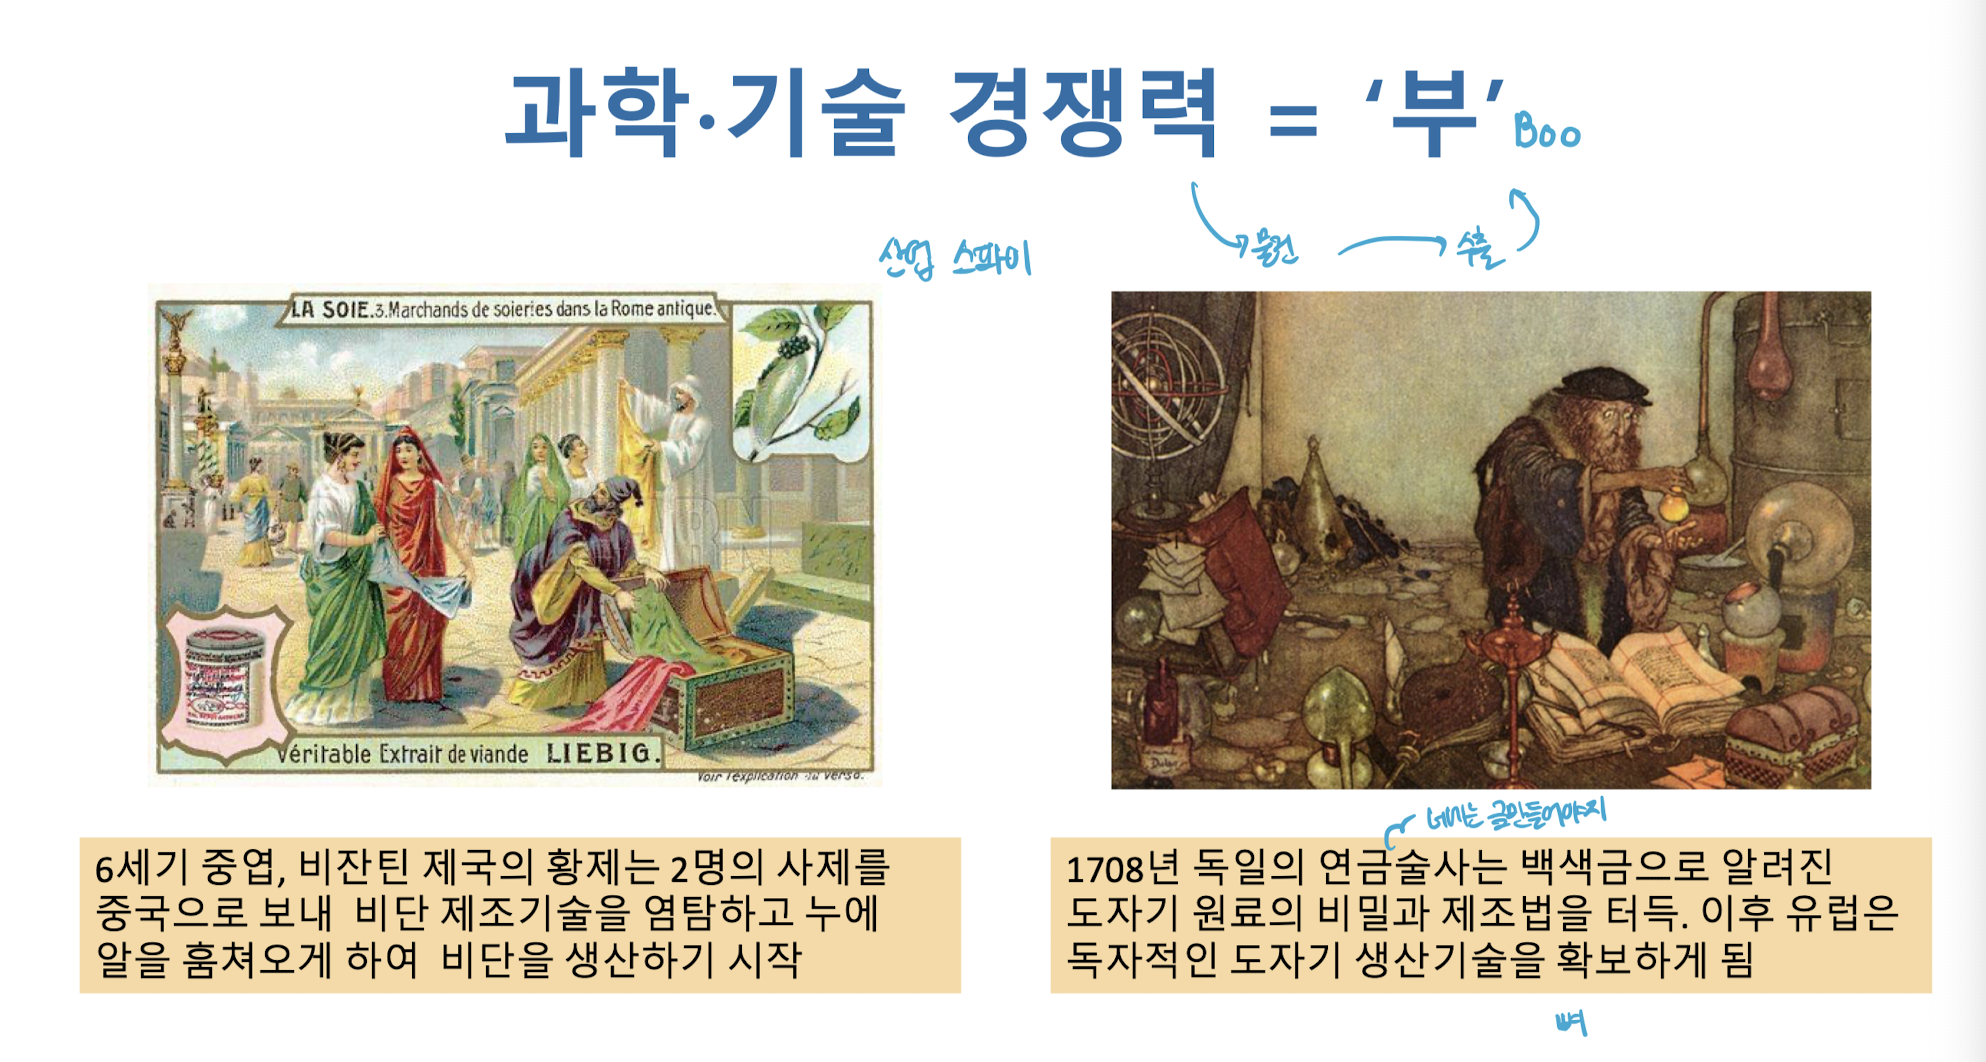 과학·기술 경쟁력 = ‘부’ Boo
물건 수출
산업 스파이
LA SOIE.3.Marchands de soieries dans la Rome antique.
Véritable Extrait de viande LIEBIG.
Voir l'explication au verso.
6세기 중엽, 비잔틴 제국의 황제는 2명의 사제를
중국으로 보내 비단 제조기술을 염탐하고 누에
알을 훔쳐오게 하여 비단을 생산하기 시작
금만들어야지
1708년 독일의 연금술사는 백색금으로 알려진
도자기 원료의 비밀과 제조법을 터득. 이후 유럽은
독자적인 도자기 생산기술을 확보하게 됨
뼈